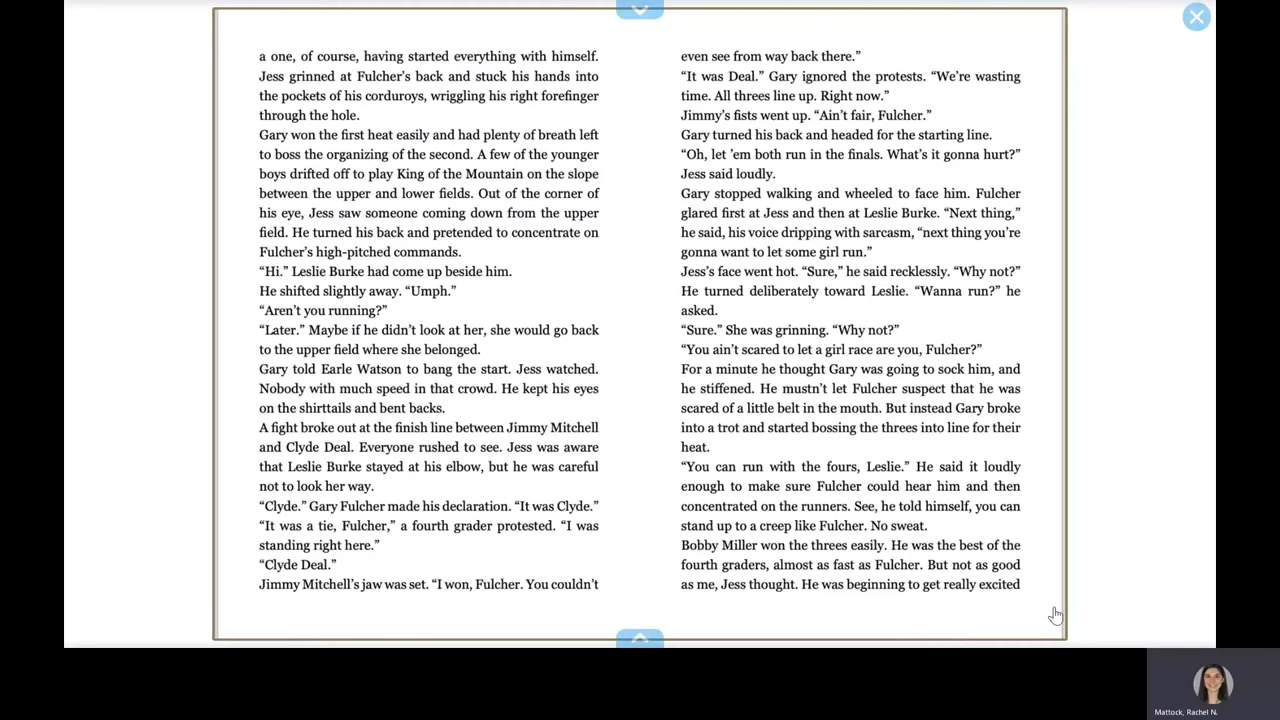 a one, of course, having started everything with himself.
Jess grinned at Fulcher’s back and stuck his hands into
the pockets of his corduroys, wriggling his right forefinger
through the hole.
Gary won the first heat easily and had plenty of breath left
to boss the organizing of the second. A few of the younger
boys drifted off to play King of the Mountain on the slope
between the upper and lower fields. Out of the corner of
his eye, Jess saw someone coming down from the upper
field. He turned his back and pretended to concentrate on
Fulcher’s high-pitched commands.
“Hi.” Leslie Burke had come up beside him.
He shifted slightly away. “Umph.”
“Aren’t you running?”
“Later.” Maybe if he didn’t look at her, she would go back
to the upper field where she belonged.
Gary told Earle Watson to bang the start. Jess watched.
Nobody with much speed in that crowd. He kept his eyes
on the shirttails and bent backs.
A fight broke out at the finish line between Jimmy Mitchell
and Clyde Deal. Everyone rushed to see. Jess was aware
that Leslie Burke stayed at his elbow, but he was careful
not to look her way.
“Clyde.” Gary Fulcher made his declaration. “It was Clyde.”
“It was a tie, Fulcher,” a fourth grader protested. “I was
standing right here.”
“Clyde Deal.”
Jimmy Mitchell’s jaw was set. “I won, Fulcher. You couldn’t
even see from way back there.”
“It was Deal.” Gary ignored the protests. “We’re wasting
time. All threes line up. Right now.”
Jimmy’s fists went up. “Ain’t fair, Fulcher.”
Gary turned his back and headed for the starting line.
“Oh, let ’em both run in the finals. What’s it gonna hurt?”
Jess said loudly.
Gary stopped walking and wheeled to face him. Fulcher
glared first at Jess and then at Leslie Burke. “Next thing,”
he said, his voice dripping with sarcasm, “next thing you’re
gonna want to let some girl run.”
Jess’s face went hot. “Sure,” he said recklessly. “Why not?”
He turned deliberately toward Leslie. “Wanna run?” he
asked.
“Sure.” She was grinning. “Why not?”
“You ain’t scared to let a girl race are you, Fulcher?”
For a minute he thought Gary was going to sock him, and
he stiffened. He mustn’t let Fulcher suspect that he was
scared of a little belt in the mouth. But instead Gary broke
into a trot and started bossing the threes into line for their
heat.
“You can run with the fours, Leslie.” He said it loudly
enough to make sure Fulcher could hear him and then
concentrated on the runners. See, he told himself, you can
stand up to a creep like Fulcher. No sweat.
Bobby Miller won the threes easily. He was the best of the
fourth graders, almost as fast as Fulcher. But not as good
as me, Jess thought. He was beginning to get really excited
Mattock, Rachel N.